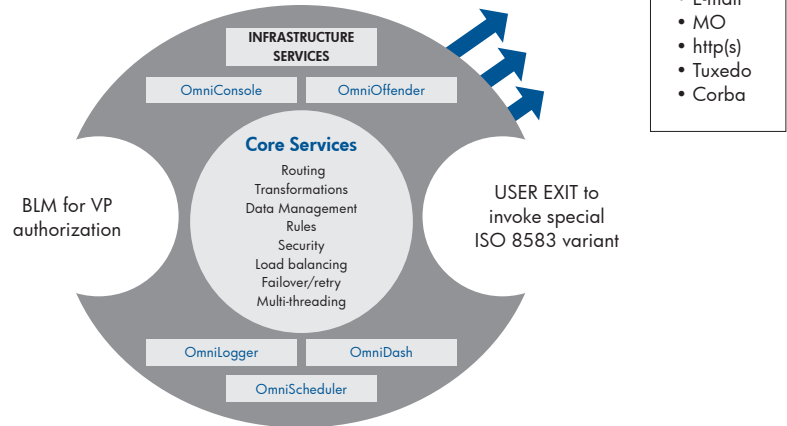 INFRASTRUCTURE
SERVICES
OmniConsole
OmniOffender
Core Services
Routing
Transformations
Data Management
Rules
Security
Load balancing
Failover/retry
Multi-threading
BLM for VP
authorization
USER EXIT to
invoke special
ISO 8583 variant
OmniLogger
OmniDash
OmniScheduler
• E-mail
• MO
• http(s)
• Tuxedo
• Corba